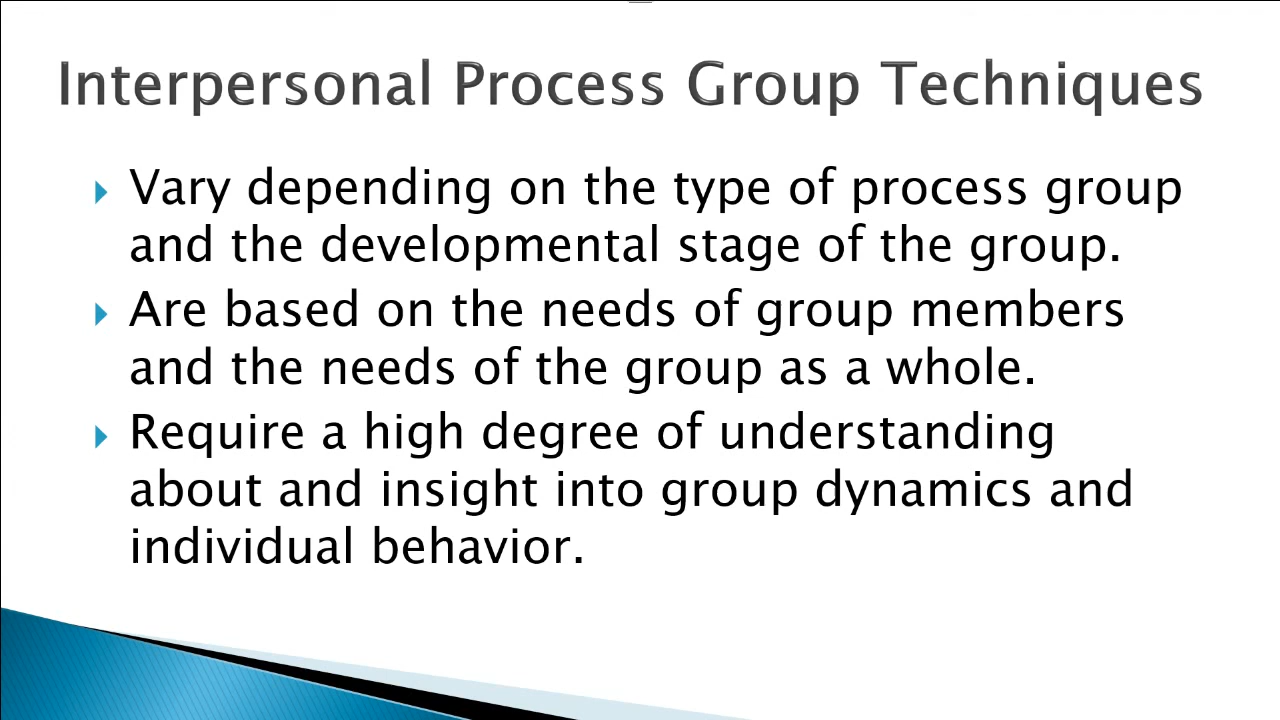 Interpersonal Process Group Techniques
Vary depending on the type of process group
and the developmental stage of the group.
Are based on the needs of group members
and the needs of the group as a whole.
Require a high degree of understanding
about and insight into group dynamics and
individual behavior.